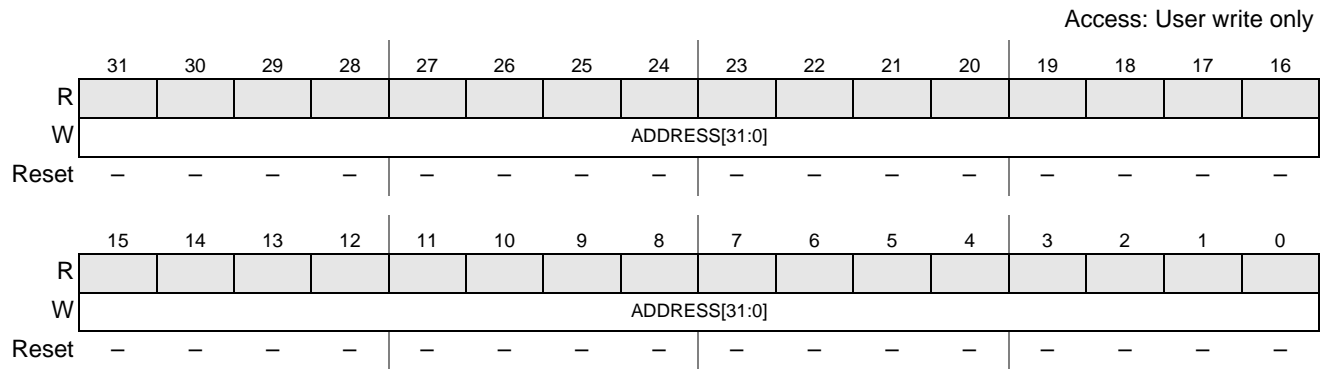 Access: User write only
31 30 29 28 27 26 25 24 23 22 21 20 19 18 17 16
R
W ADDRESS[31:0]
Reset – – – – – – – – – – – – – – – –
15 14 13 12 11 10 9 8 7 6 5 4 3 2 1 0
R
W ADDRESS[31:0]
Reset – – – – – – – – – – – – – – – –